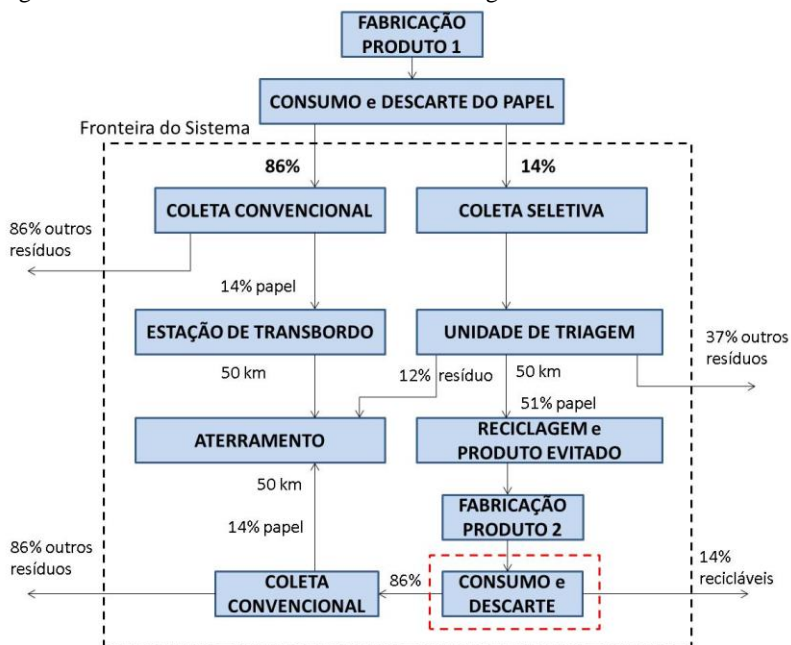 FABRICAÇÃO
PRODUTO 1
CONSUMO e DESCARTE DO PAPEL
Fronteira do Sistema
86%
14%
COLETA CONVENCIONAL
COLETA SELETIVA
86% outros
resíduos
14% papel
ESTAÇÃO DE TRANSBORDO
UNIDADE DE TRIAGEM
37% outros
resíduos
50 km
12% resíduo
50 km
51% papel
ATERRAMENTO
RECICLAGEM e
PRODUTO EVITADO
50 km
FABRICAÇÃO
PRODUTO 2
14% papel
86% outros
resíduos
14%
recicláveis
COLETA
CONVENCIONAL
86%
CONSUMO e
DESCARTE